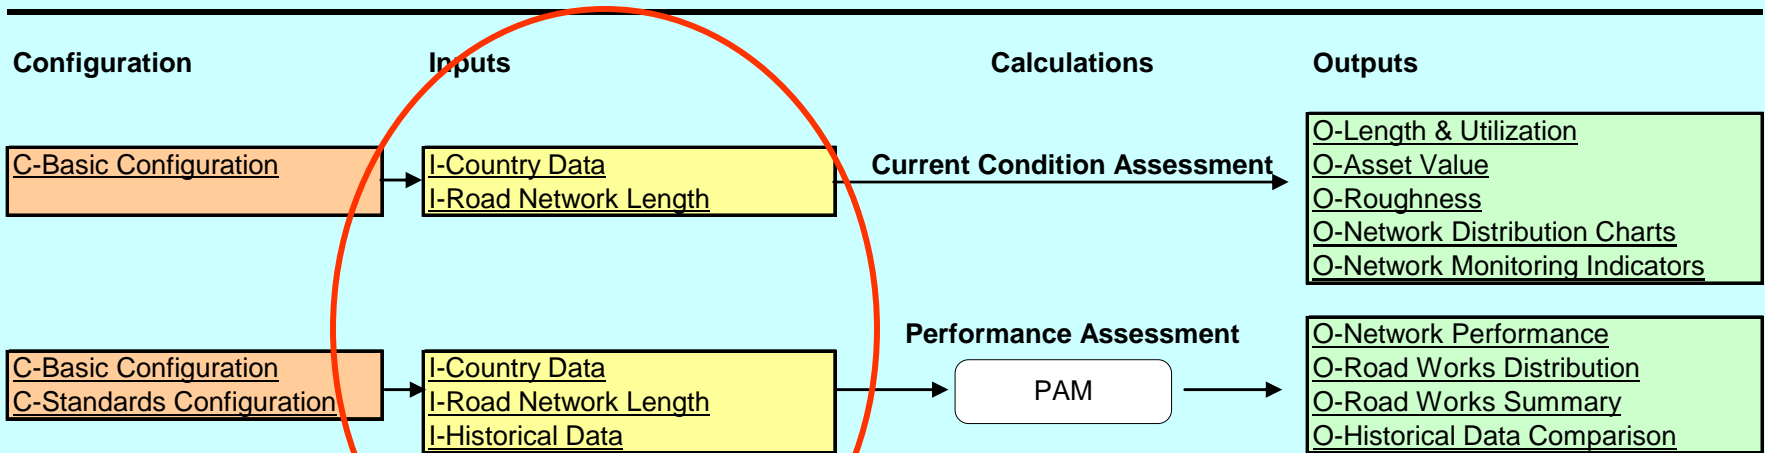 Configuration
Inputs
Calculations
Outputs
C-Basic Configuration
I-Country Data
I-Road Network Length
Current Condition Assessment
O-Length & Utilization
O-Asset Value
O-Roughness
O-Network Distribution Charts
O-Network Monitoring Indicators
C-Basic Configuration
C-Standards Configuration
I-Country Data
I-Road Network Length
I-Historical Data
Performance Assessment
PAM
O-Network Performance
O-Road Works Distribution
O-Road Works Summary
O-Historical Data Comparison